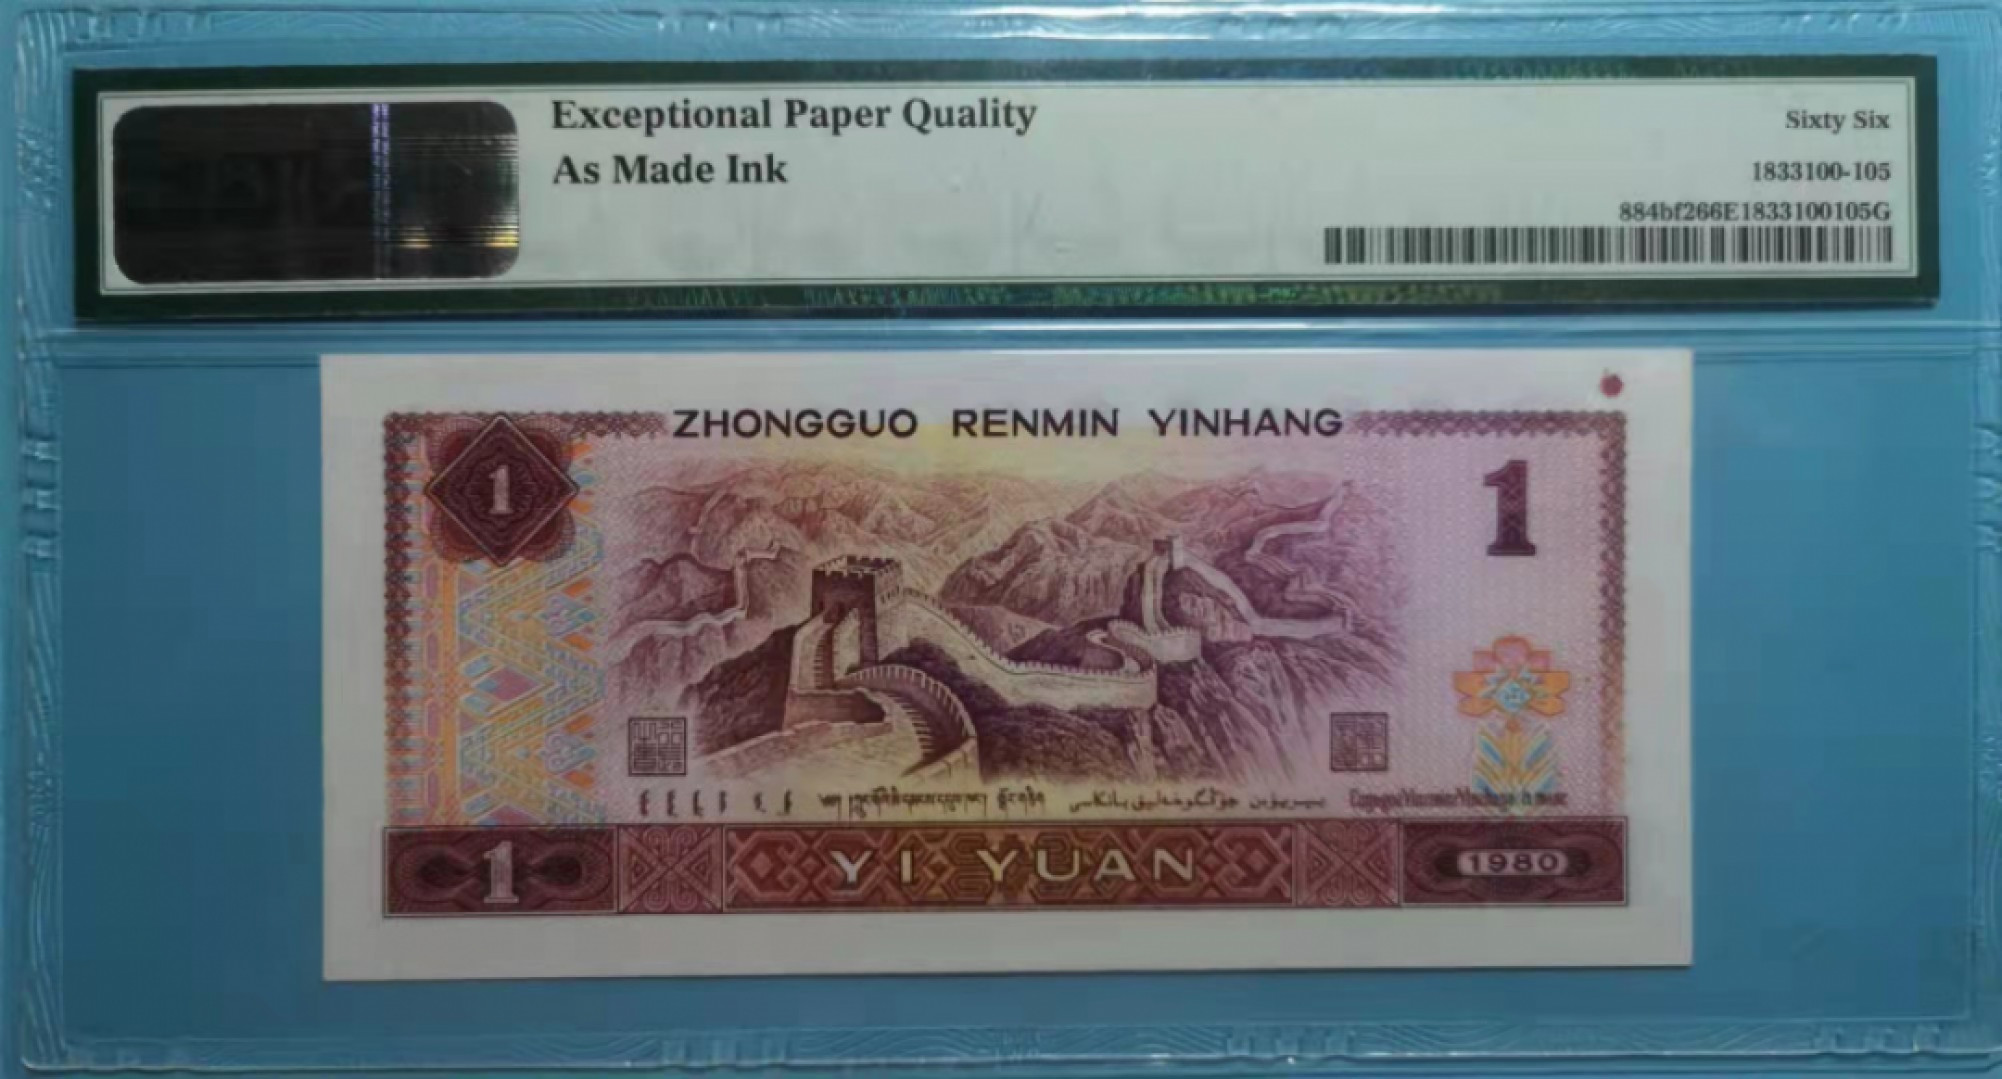 Exceptional Paper Quality
As Made Ink
Sixty Six
1833100-105
884bf266E1833100105G
ZHONGGUO RENMIN YINHANG
1
1
1
YI YUAN
1980